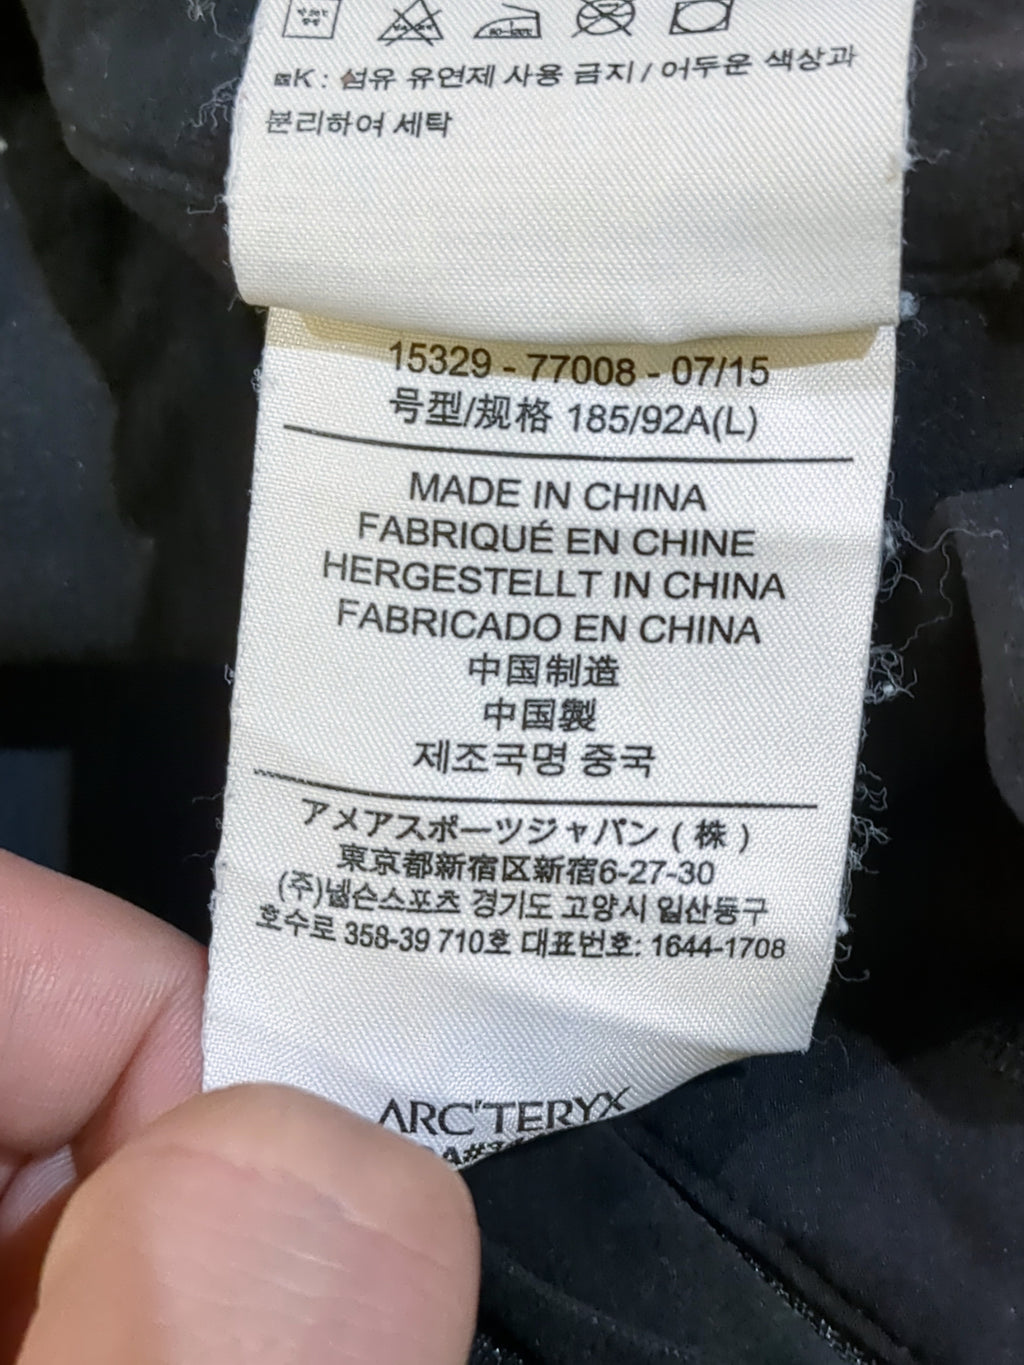 K : 섬유 유연제 사용 금지 / 어두운 색상과
분리하여 세탁
15329 - 77008 - 07/15
号型/规格 185/92A(L)
MADE IN CHINA
FABRIQUÉ EN CHINE
HERGESTELLT IN CHINA
FABRICADO EN CHINA
中国制造
中国製
제조국명 중국
アメアスポーツジャパン ( 株 )
東京都新宿区新宿6-27-30
(주)넬슨스포츠 경기도 고양시 일산동구
호수로 358-39 710호 대표번호: 1644-1708
ARC'TERYX